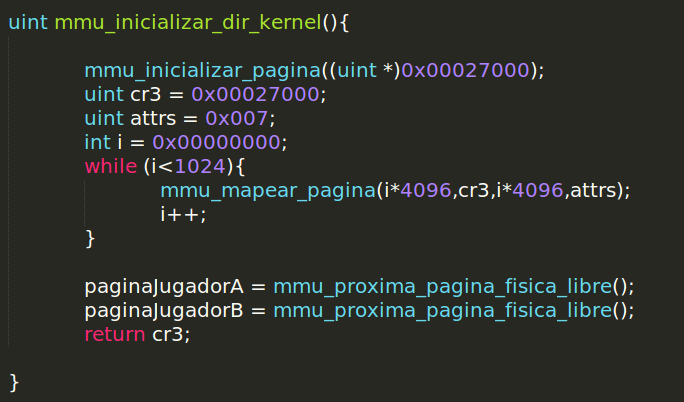 uint mmu_inicializar_dir_kernel(){
mmu_inicializar_pagina((uint *)0x00027000);
uint cr3 = 0x00027000;
uint attrs = 0x007;
int i = 0x00000000;
while (i<1024){
mmu_mapear_pagina(i*4096,cr3,i*4096,attrs);
i++;
}
paginaJugadorA = mmu_proxima_pagina_fisica_libre();
paginaJugadorB = mmu_proxima_pagina_fisica_libre();
return cr3;
}